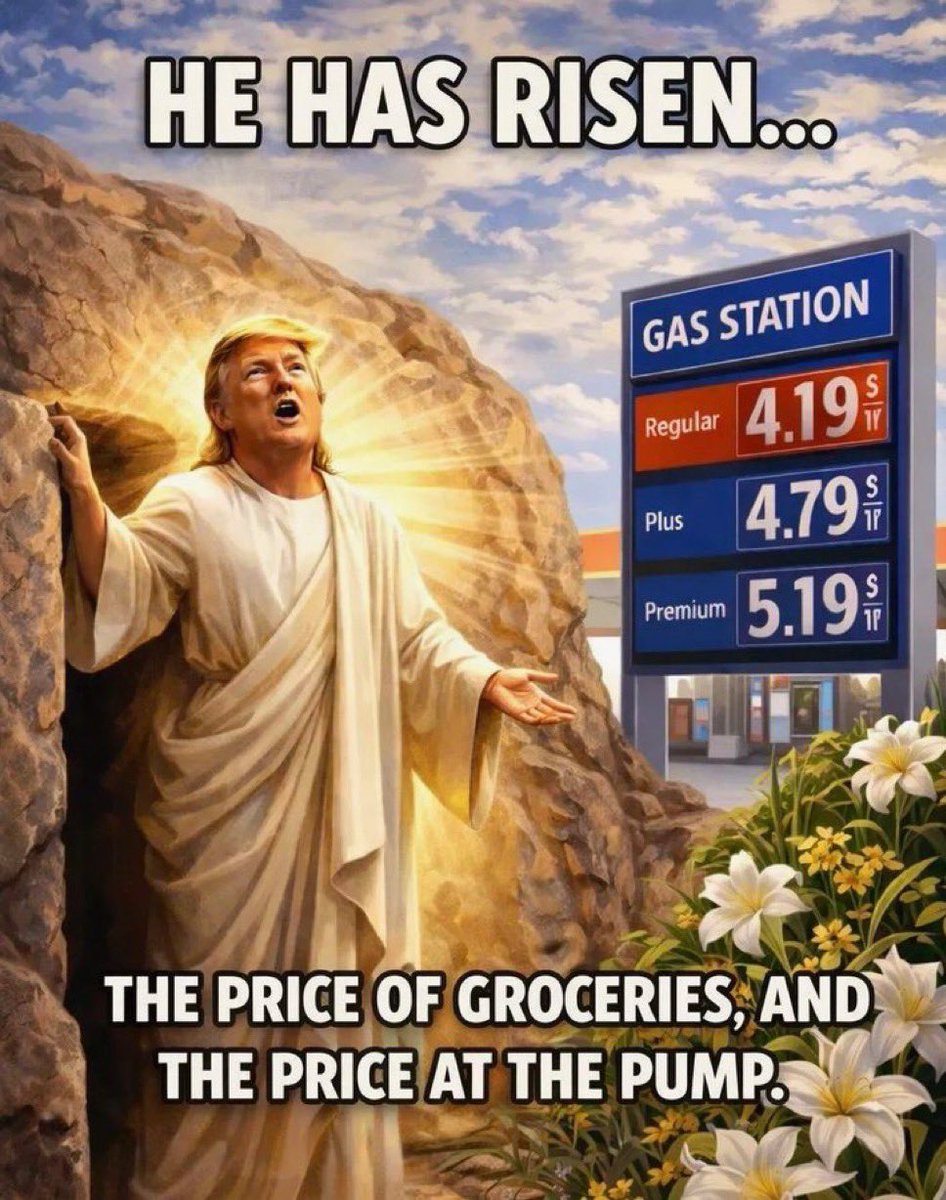 HE HAS RISEN...
GAS STATION
Regular 4.19
Plus 4.79
Premium 5.19
THE PRICE OF GROCERIES, AND
THE PRICE AT THE PUMP.